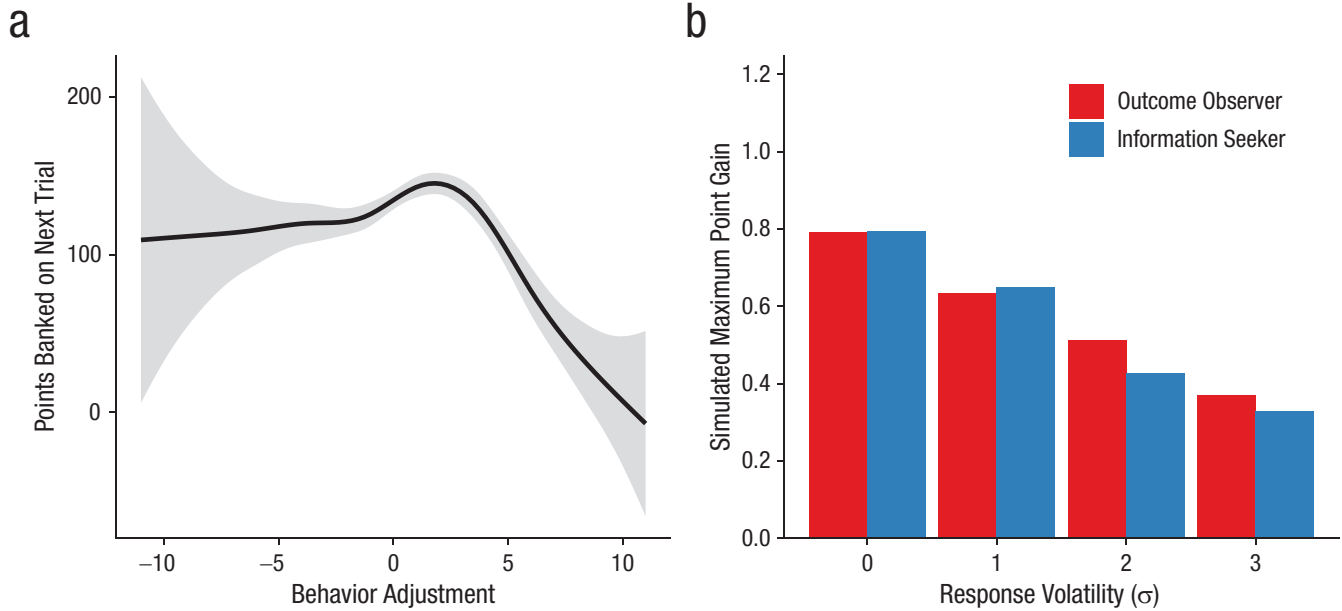 a
Points Banked on Next Trial
200
100
0
−10
−5
0
5
10
Behavior Adjustment
b
Simulated Maximum Point Gain
1.2
1.0
0.8
0.6
0.4
0.2
0.0
Outcome Observer
Information Seeker
0
1
2
3
Response Volatility (σ)